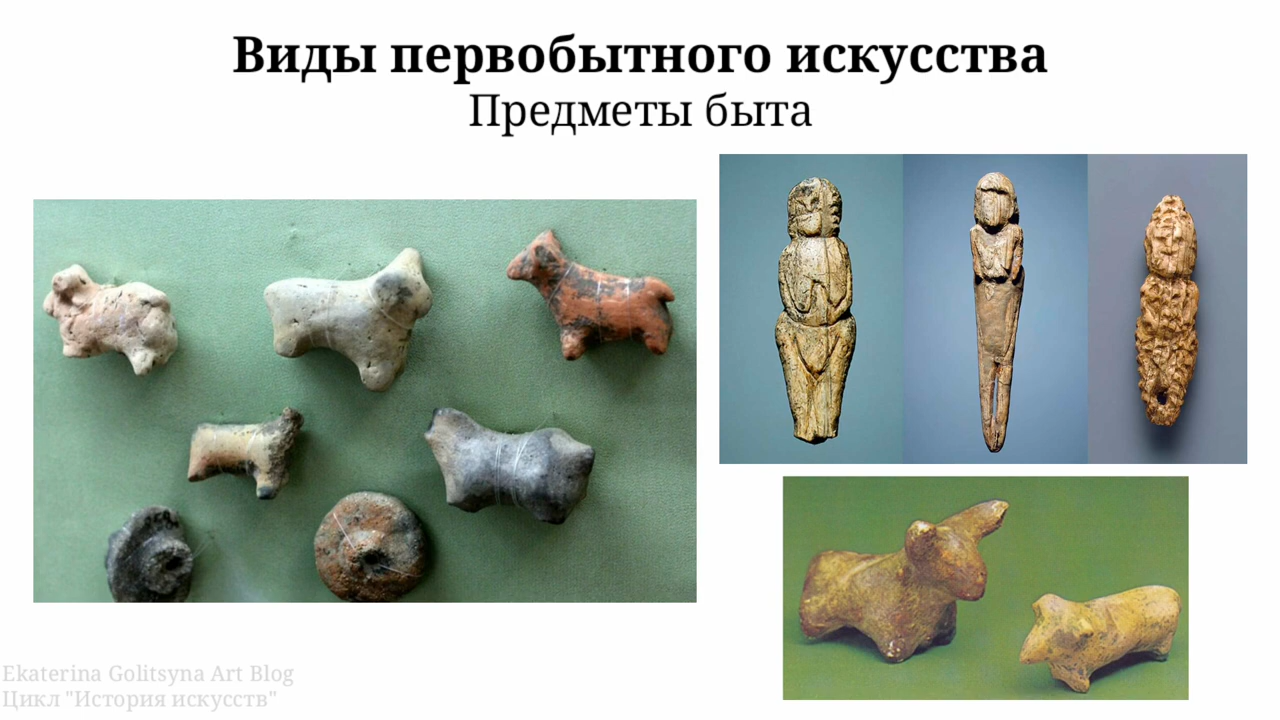 Виды первобытного искусства
Предметы быта
Ekaterina Golitsyna Art Blog
Цикл "История искусств"